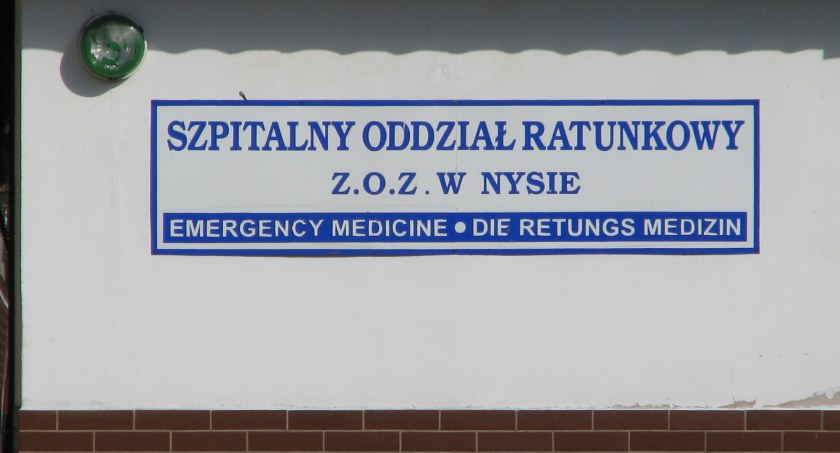 SZPITALNY ODDZIAŁ RATUNKOWY
Z.O.Z. W NYSIE
EMERGENCY MEDICINE • DIE RETUNGS MEDIZIN